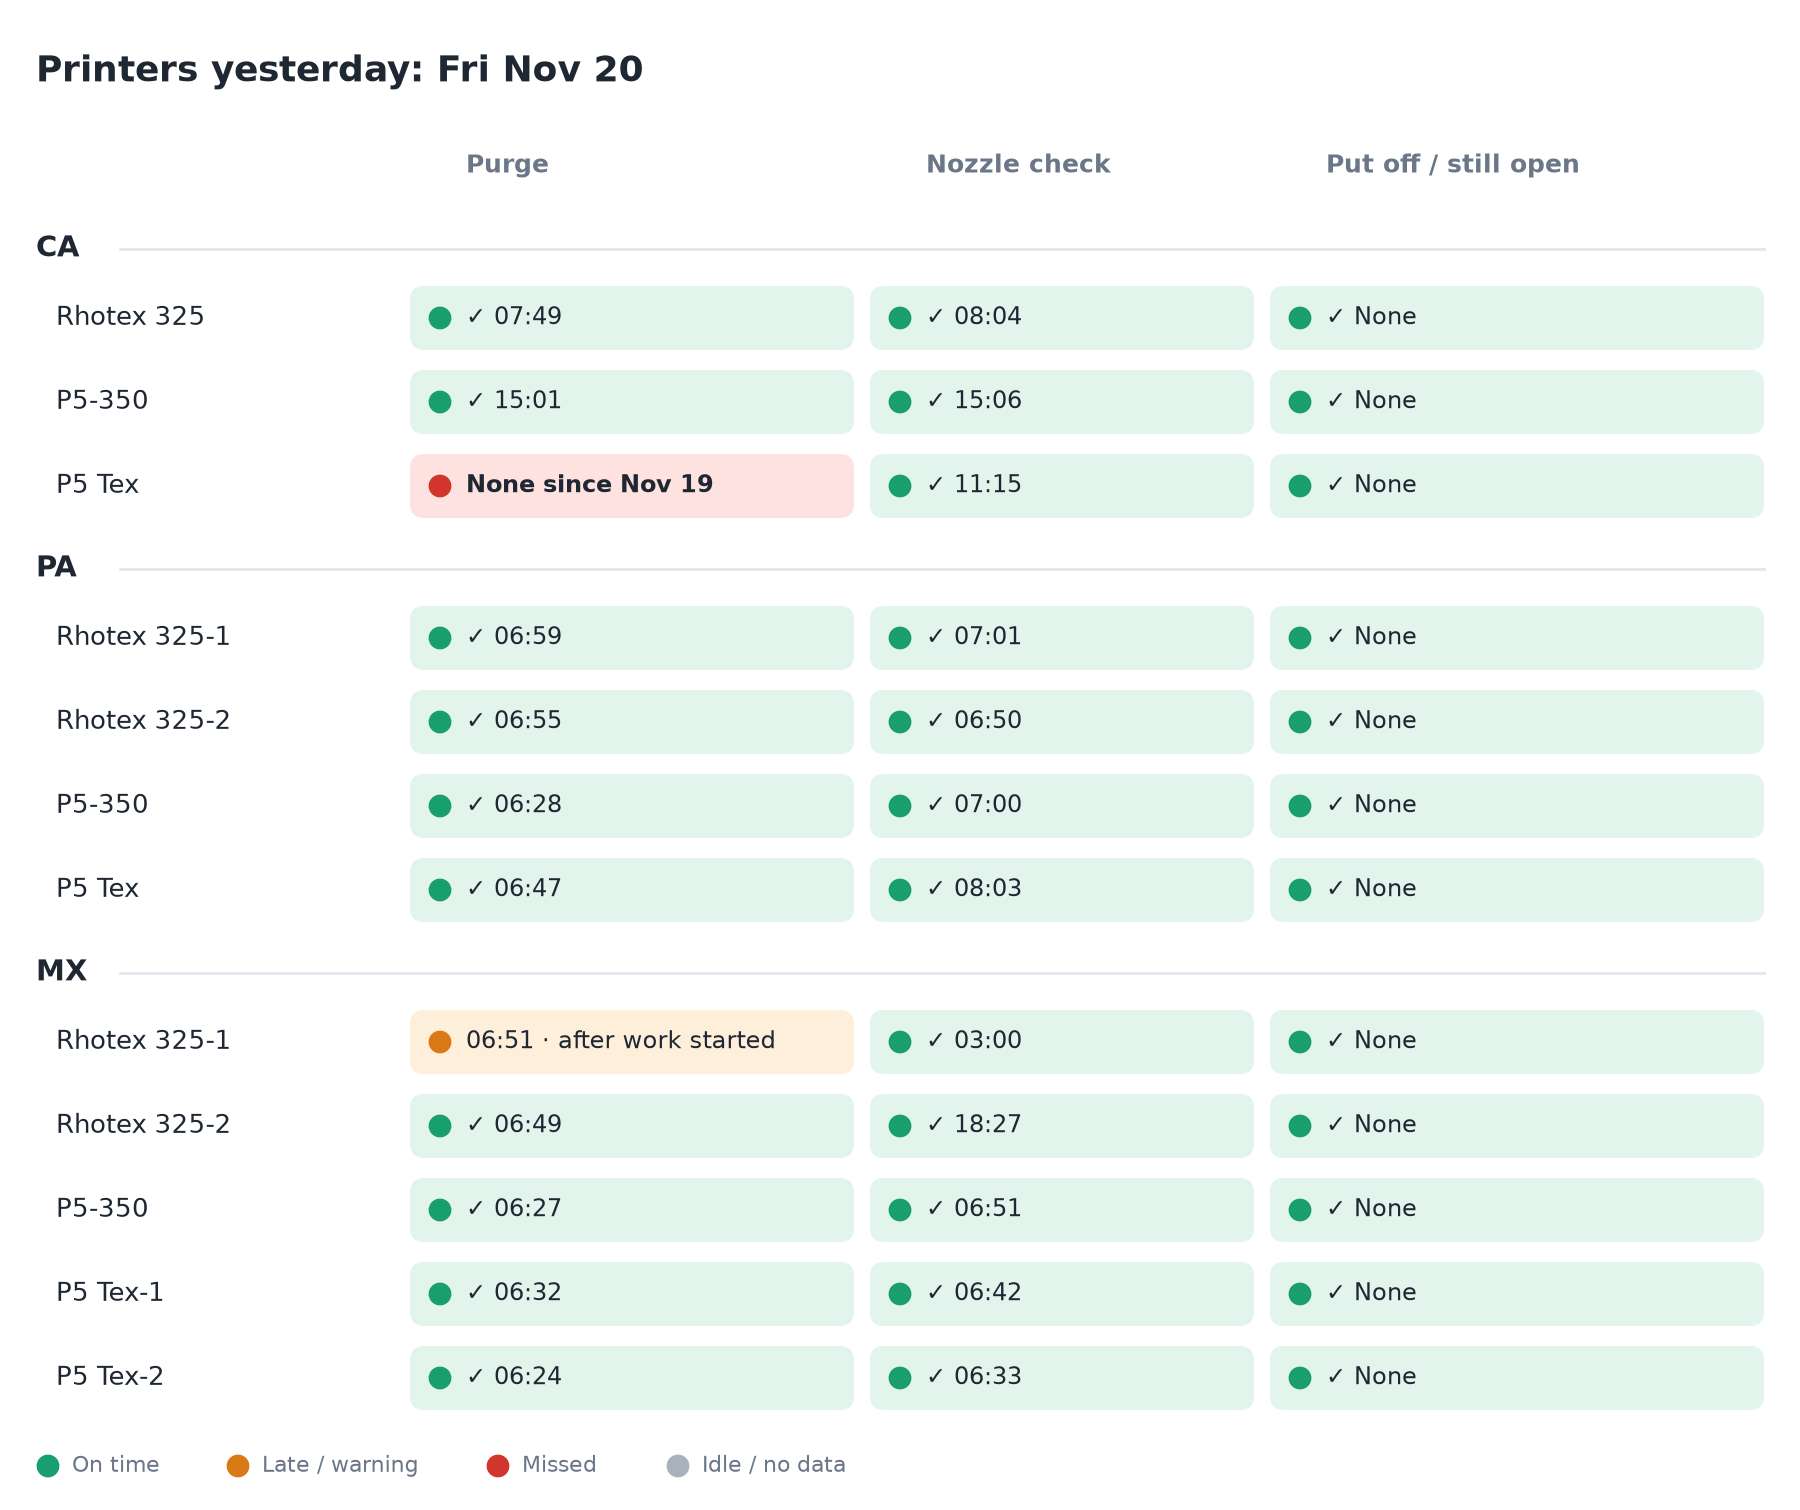 Printers yesterday: Fri Nov 20
Purge Nozzle check Put off / still open
CA
Rhotex 325 ✓ 07:49 ✓ 08:04 ✓ None
P5-350 ✓ 15:01 ✓ 15:06 ✓ None
P5 Tex None since Nov 19 ✓ 11:15 ✓ None
PA
Rhotex 325-1 ✓ 06:59 ✓ 07:01 ✓ None
Rhotex 325-2 ✓ 06:55 ✓ 06:50 ✓ None
P5-350 ✓ 06:28 ✓ 07:00 ✓ None
P5 Tex ✓ 06:47 ✓ 08:03 ✓ None
MX
Rhotex 325-1 06:51 · after work started ✓ 03:00 ✓ None
Rhotex 325-2 ✓ 06:49 ✓ 18:27 ✓ None
P5-350 ✓ 06:27 ✓ 06:51 ✓ None
P5 Tex-1 ✓ 06:32 ✓ 06:42 ✓ None
P5 Tex-2 ✓ 06:24 ✓ 06:33 ✓ None
On time Late / warning Missed Idle / no data